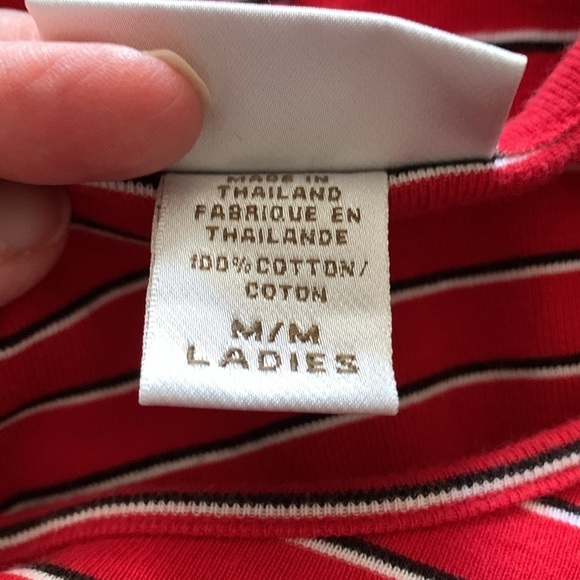 MADE IN
THAILAND
FABRIQUE EN
THAILANDE
100% COTTON/
COTON
M/M
LADIES